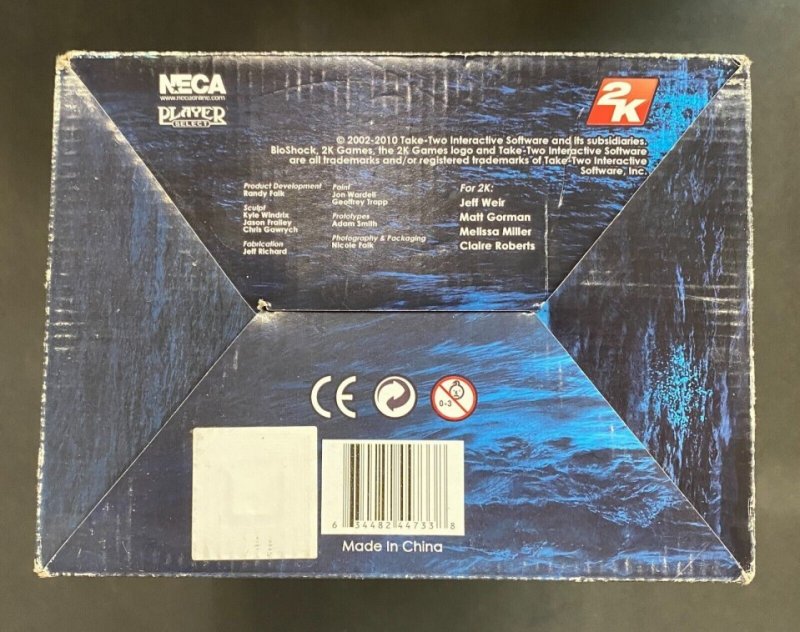 NECA
www.necaonline.com
PLAYER
SELECT
2K
© 2002-2010 Take-Two Interactive Software and its subsidiaries.
BioShock, 2K Games, the 2K Games logo and Take-Two Interactive Software
are all trademarks and/or registered trademarks of Take-Two Interactive
Software, Inc.
Product Development
Randy Falk
Sculpt
Kyle Windrix
Jason Frailey
Chris Gawrych
Fabrication
Jeff Richard
Paint
Jon Wardell
Geoffrey Trapp
Prototypes
Adam Smith
Photography & Packaging
Nicole Falk
For 2K:
Jeff Weir
Matt Gorman
Melissa Miller
Claire Roberts
CE
0-3
6 34482 44733 8
Made In China